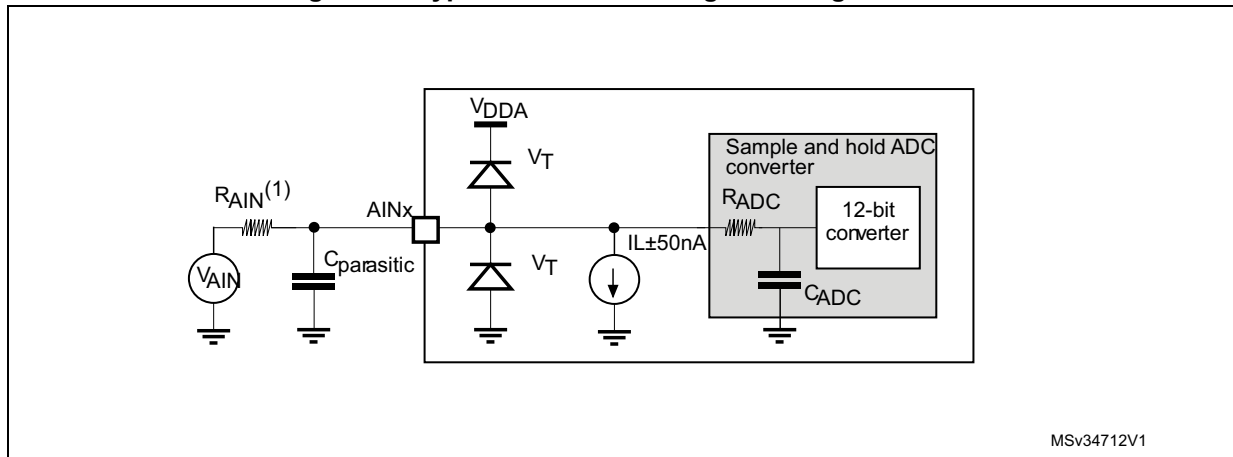 VDDA
VT
Sample and hold ADC
converter
RAIN(1)
AINx
RADC
12-bit
converter
IL±50nA
VAIN
Cparasitic
VT
CADC
MSv34712V1